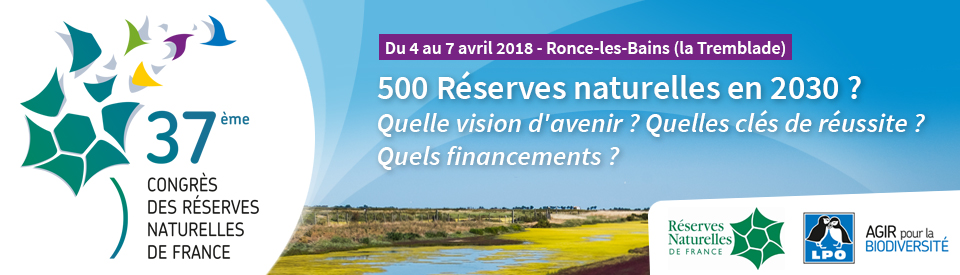 37ème
CONGRÈS
DES RÉSERVES
NATURELLES
DE FRANCE
Du 4 au 7 avril 2018 - Ronce-les-Bains (la Tremblade)
500 Réserves naturelles en 2030 ?
Quelle vision d'avenir ? Quelles clés de réussite ?
Quels financements ?
Réserves
Naturelles
DE FRANCE
LPO
AGIR pour la
BIODIVERSITÉ